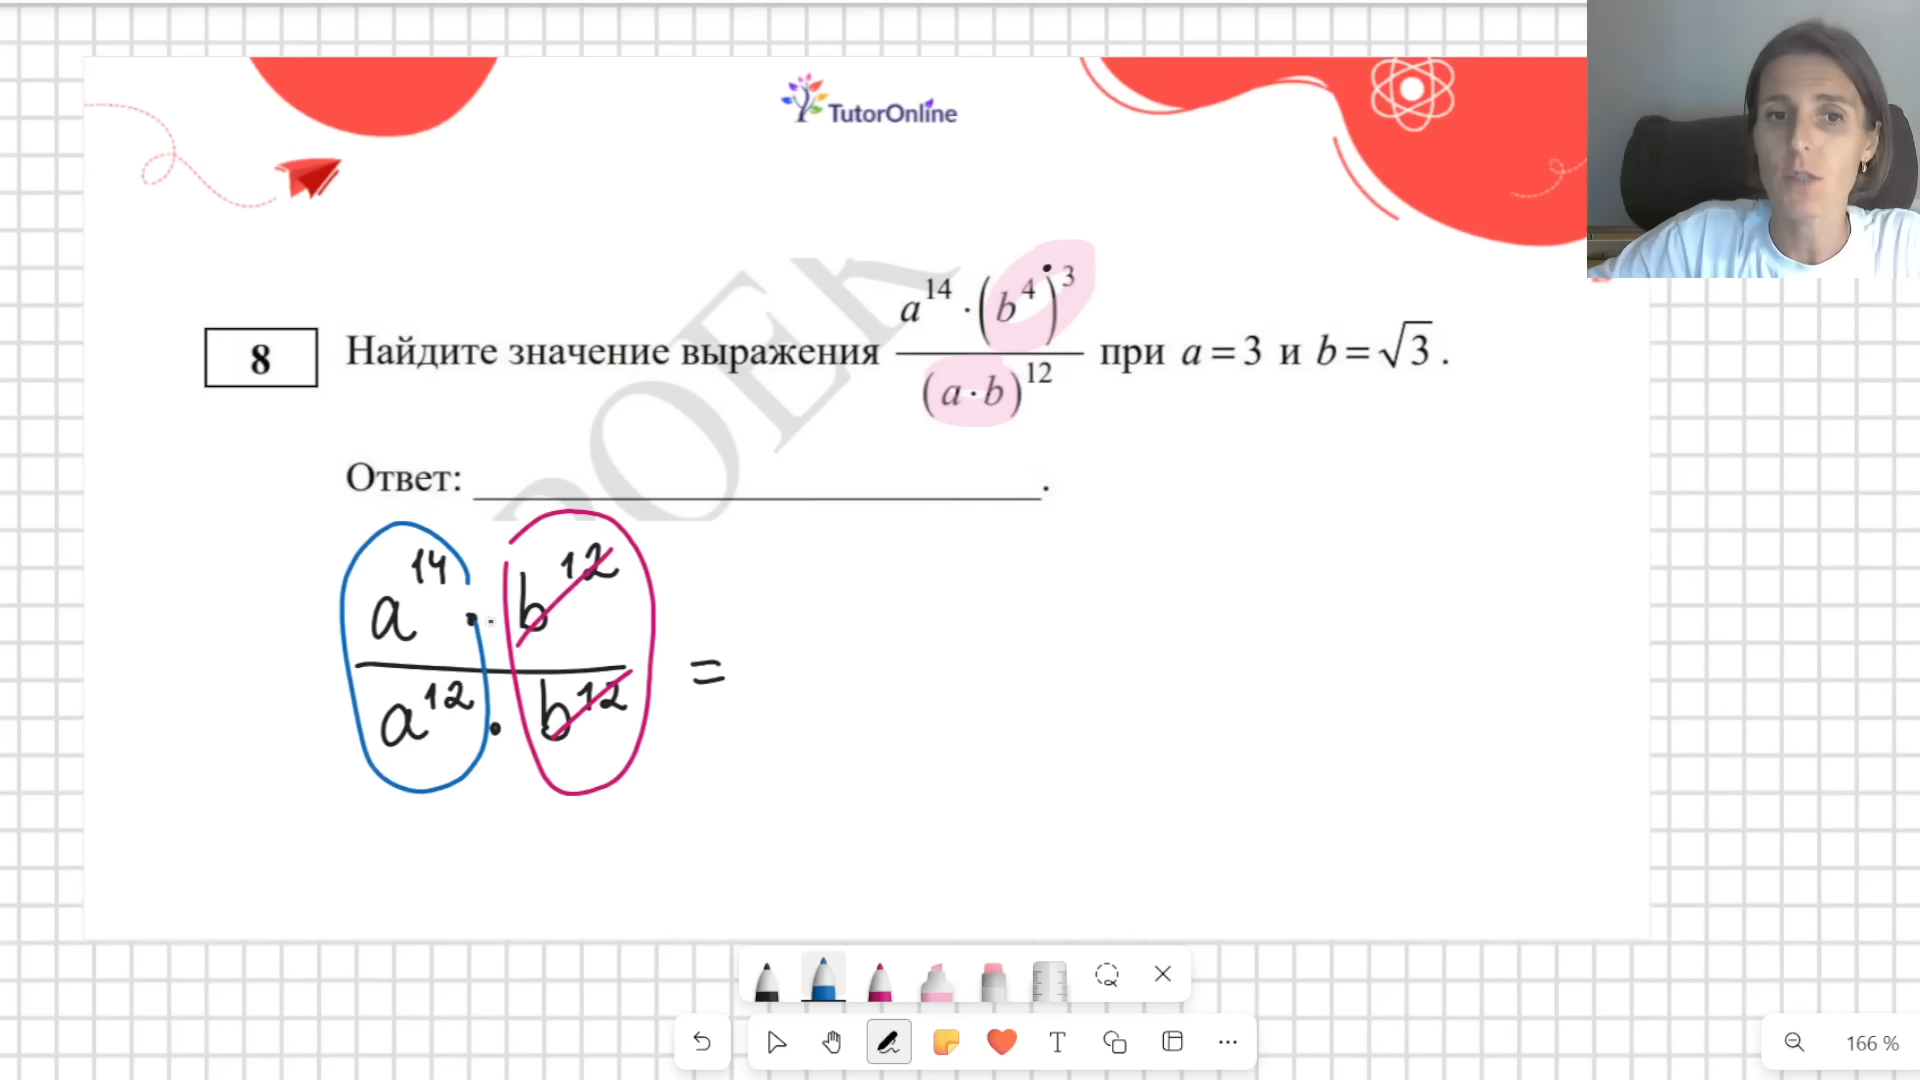 TutorOnline
a^14 · (b^4)^3
8 Найдите значение выражения ——— при a = 3 и b = √3 .
(a · b)^12
Ответ: ____________ .
a^14 · b^12
——— =
a^12 · b^12
T
166 %